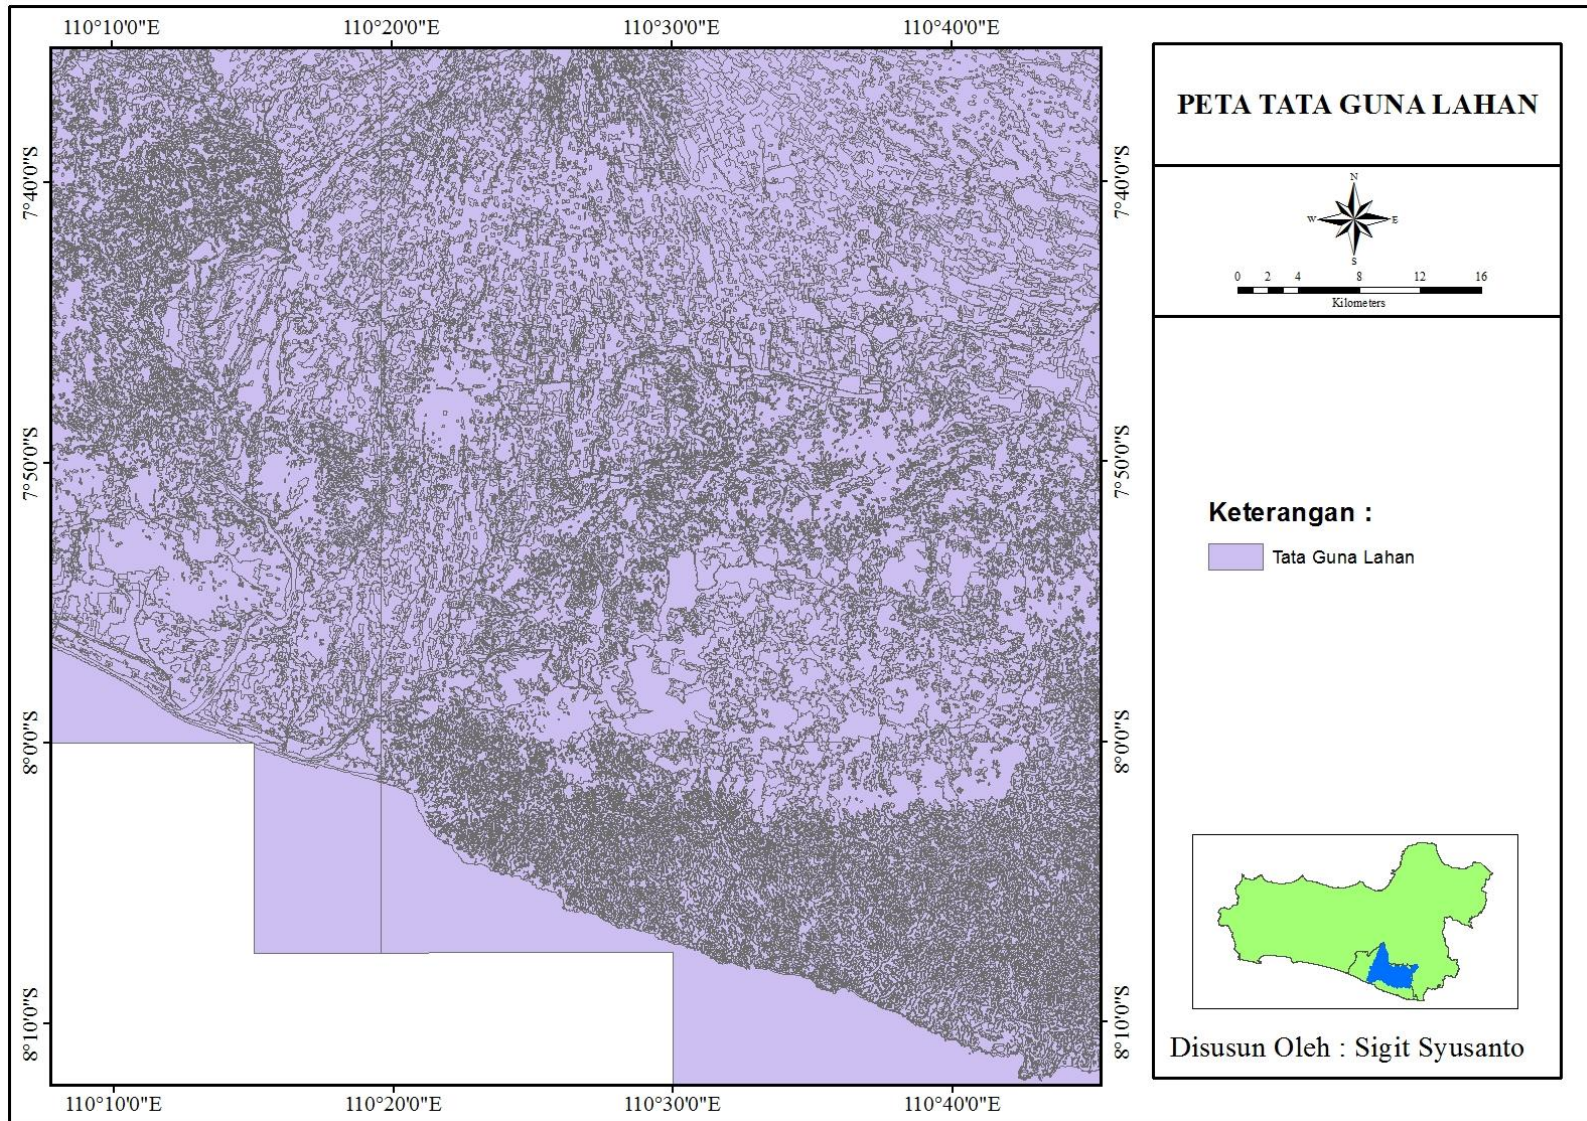 110°10'0"E 110°20'0"E 110°30'0"E 110°40'0"E
7°40'0"S 7°40'0"S
7°50'0"S 7°50'0"S
8°0'0"S 8°0'0"S
8°10'0"S 8°10'0"S
110°10'0"E 110°20'0"E 110°30'0"E 110°40'0"E
PETA TATA GUNA LAHAN
N
W E
S
0 2 4 8 12 16
Kilometers
Keterangan :
Tata Guna Lahan
Disusun Oleh : Sigit Syusanto